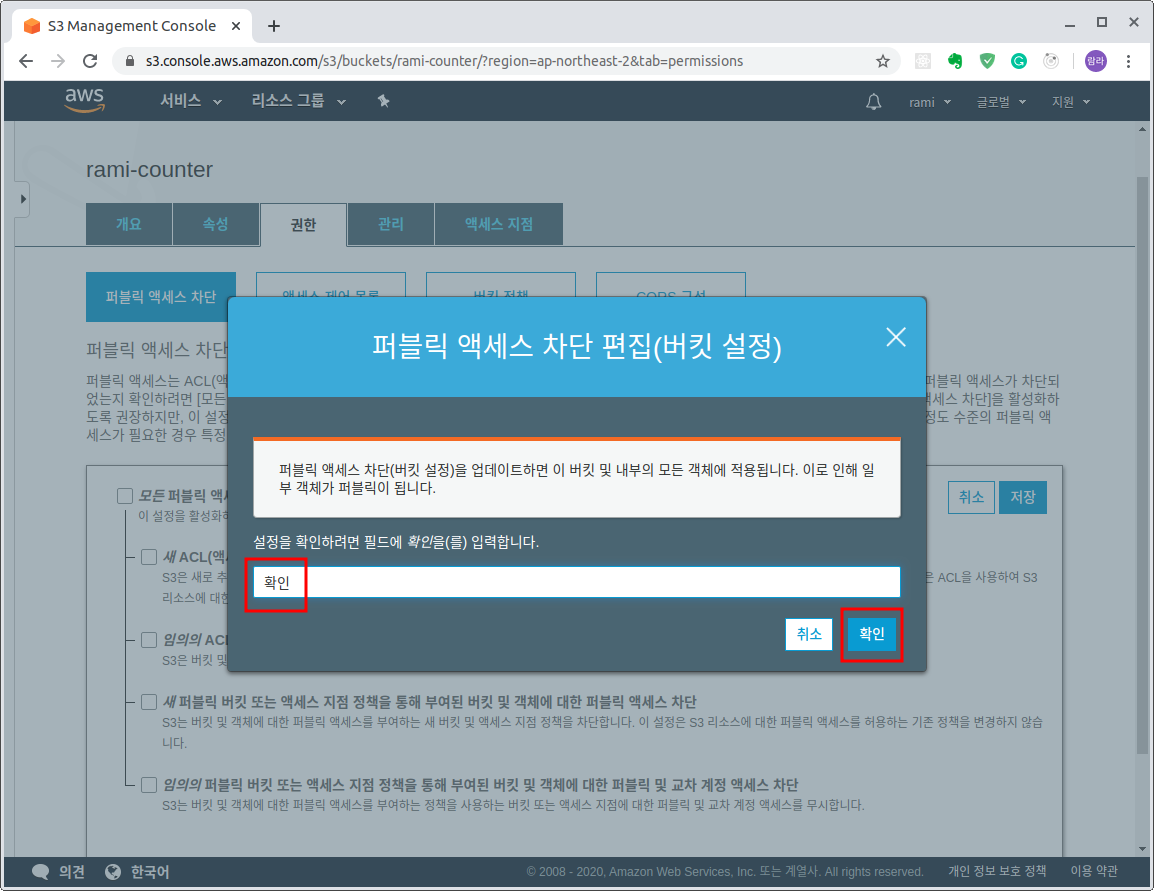 S3 Management Console
s3.console.aws.amazon.com/s3/buckets/rami-counter/?region=ap-northeast-2&tab=permissions
람라
aws 서비스 리소스 그룹 rami 글로벌 지원
rami-counter
개요 속성 권한 관리 액세스 지점
퍼블릭 액세스 차단 액세스 제어 목록 버킷 정책 CORS 구성
퍼블릭 액세스 차단 편집(버킷 설정)
퍼블릭 액세스 차단
퍼블릭 액세스는 ACL(액 퍼블릭 액세스가 차단되
었는지 확인하려면 [모든 액세스 차단]을 활성화하
도록 권장하지만, 이 설정 정도 수준의 퍼블릭 액
세스가 필요한 경우 특정
퍼블릭 액세스 차단(버킷 설정)을 업데이트하면 이 버킷 및 내부의 모든 객체에 적용됩니다. 이로 인해 일
부 객체가 퍼블릭이 됩니다.
모든 퍼블릭 액세 취소 저장
이 설정을 활성화하
설정을 확인하려면 필드에 확인을(를) 입력합니다.
새 ACL(액
S3은 새로 추 은 ACL을 사용하여 S3
리소스에 대한
확인
취소 확인
임의의 ACL
S3은 버킷 및
새 퍼블릭 버킷 또는 액세스 지점 정책을 통해 부여된 버킷 및 객체에 대한 퍼블릭 액세스 차단
S3는 버킷 및 객체에 대한 퍼블릭 액세스를 부여하는 새 버킷 및 액세스 지점 정책을 차단합니다. 이 설정은 S3 리소스에 대한 퍼블릭 액세스를 허용하는 기존 정책을 변경하지 않습
니다.
임의의 퍼블릭 버킷 또는 액세스 지점 정책을 통해 부여된 버킷 및 객체에 대한 퍼블릭 및 교차 계정 액세스 차단
S3는 버킷 및 객체에 대한 퍼블릭 액세스를 부여하는 정책을 사용하는 버킷 또는 액세스 지점에 대한 퍼블릭 및 교차 계정 액세스를 무시합니다.
의견 한국어 © 2008 - 2020, Amazon Web Services, Inc. 또는 계열사. All rights reserved. 개인 정보 보호 정책 이용 약관